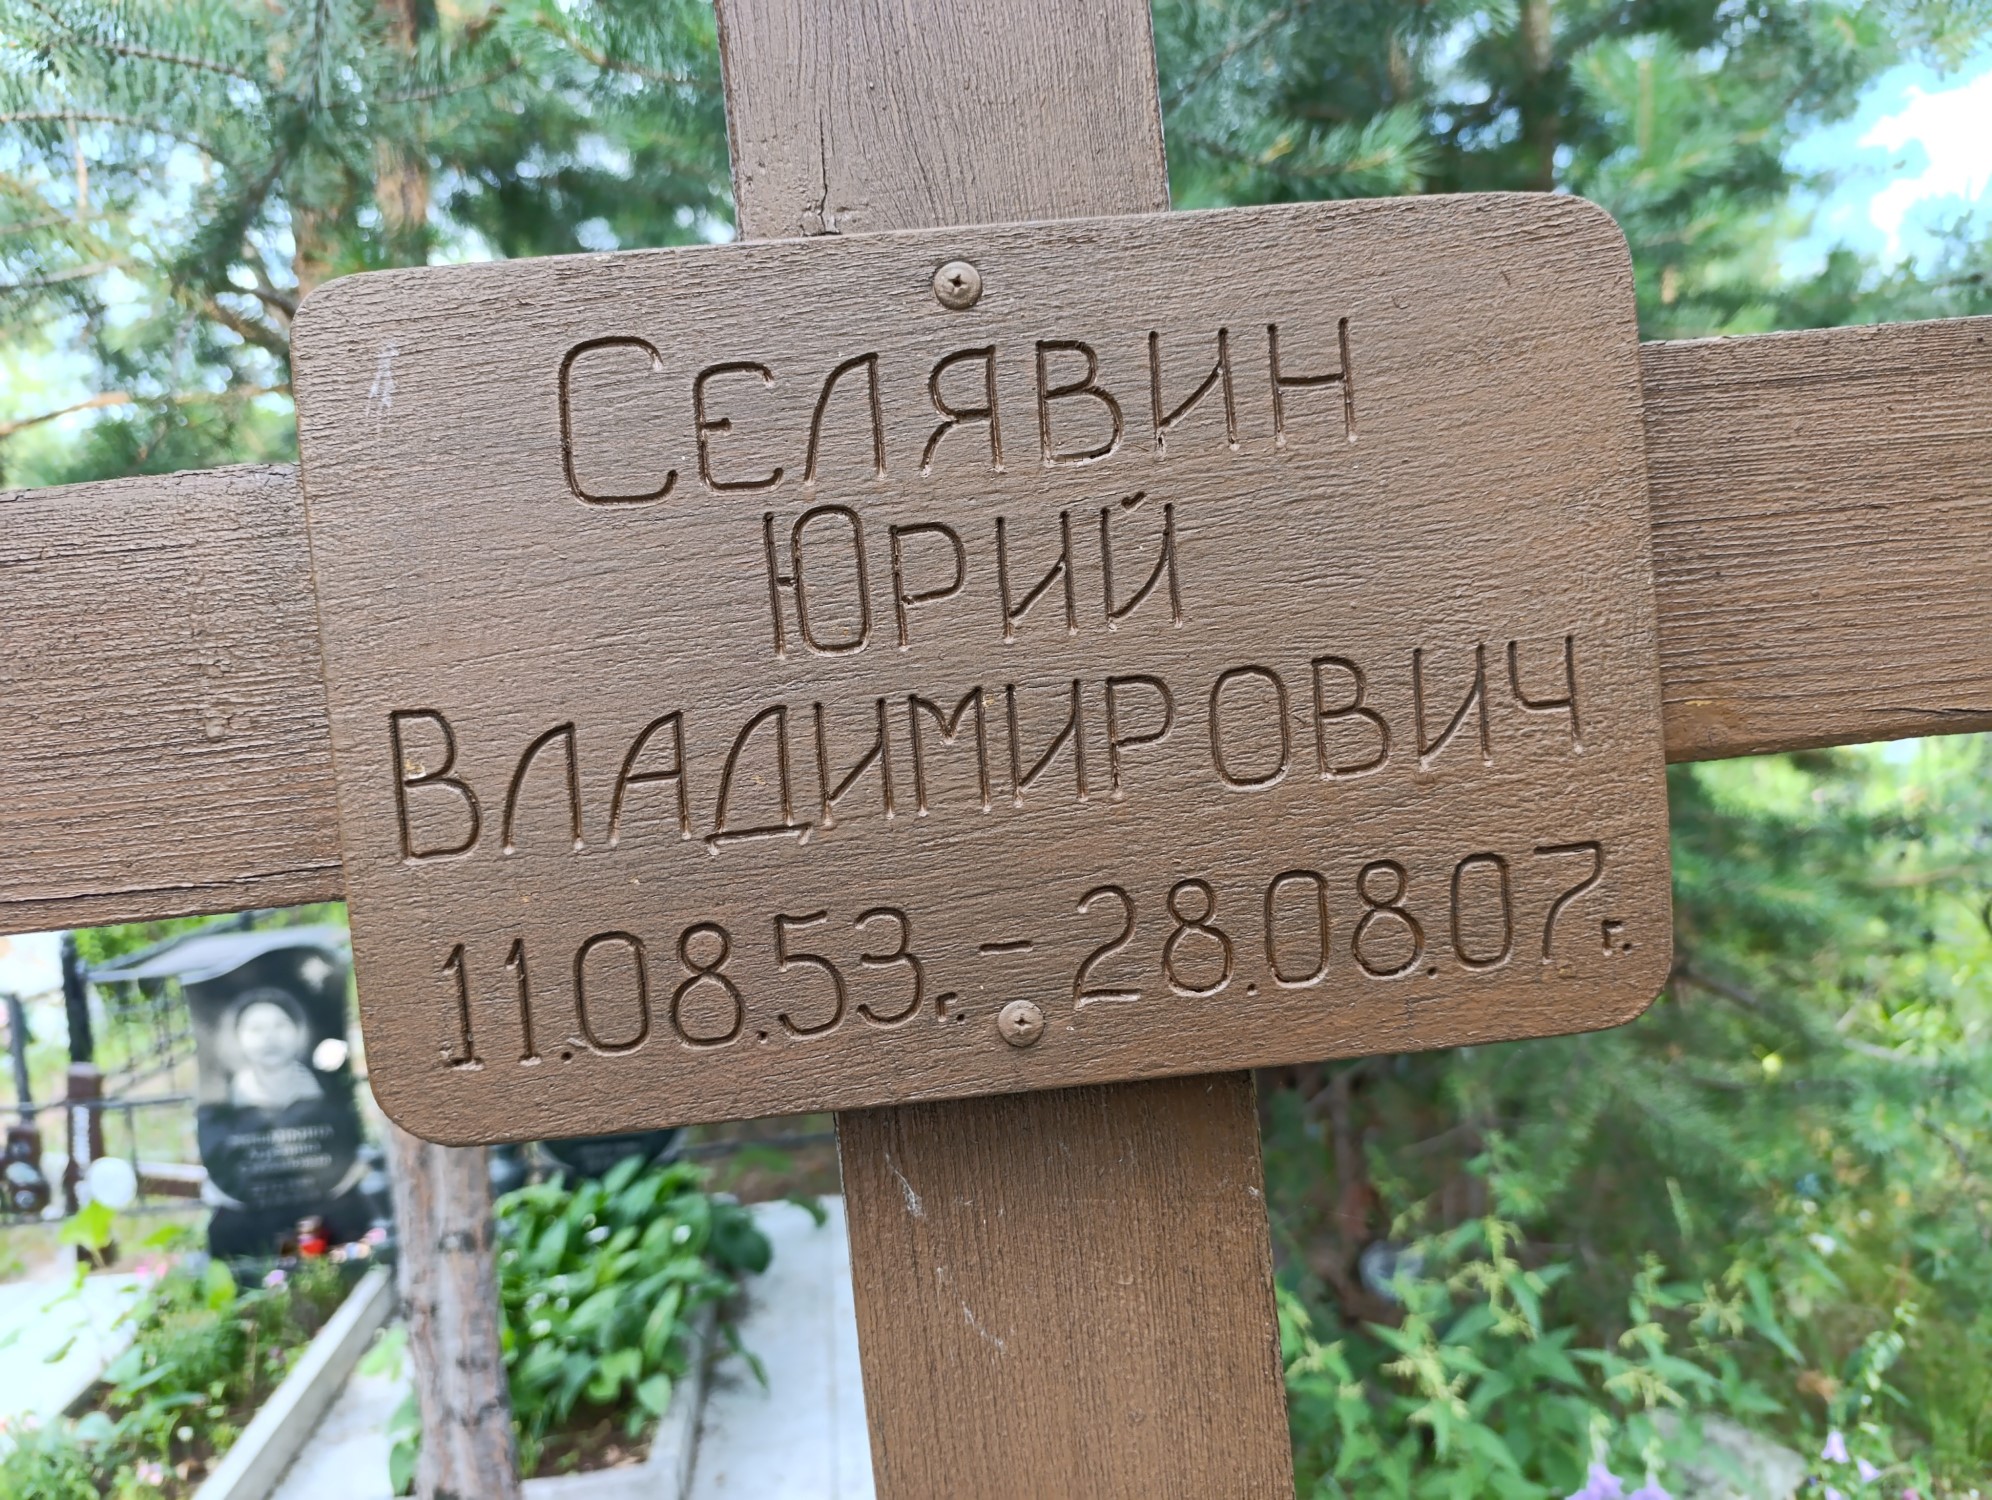 Селявин
Юрий
Владимирович
11.08.53г. - 28.08.07г.